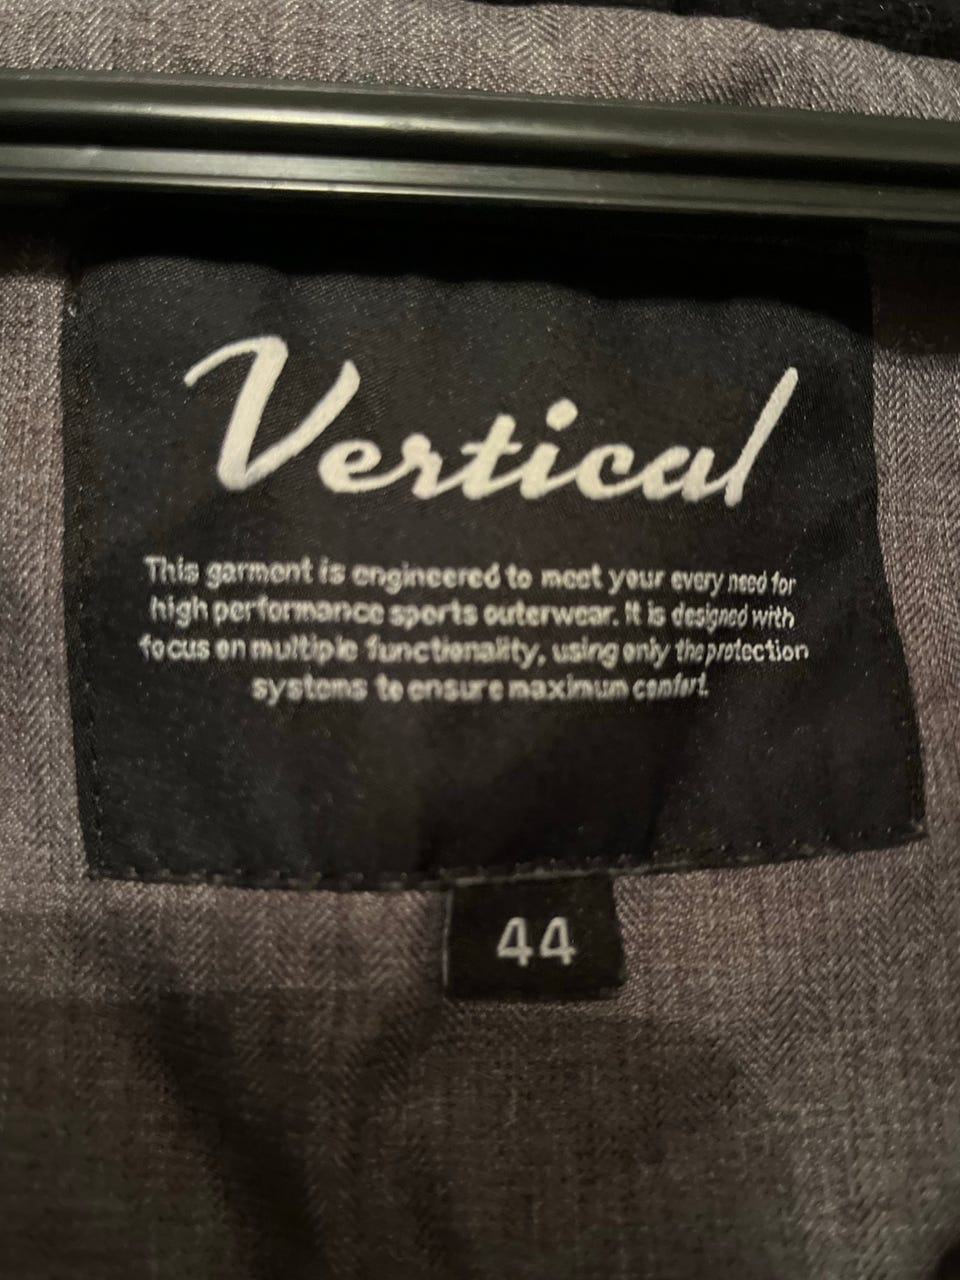 Vertical
This garment is engineered to meet your every need for
high performance sports outerwear. It is designed with
focus on multiple functionality, using only the protection
systems to ensure maximum comfort.
44